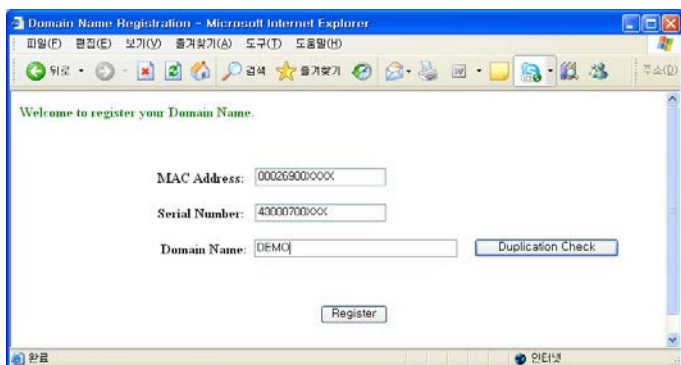 Domain Name Registration - Microsoft Internet Explorer
파일(F) 편집(E) 보기(V) 즐겨찾기(A) 도구(T) 도움말(H)
뒤로 검색 즐겨찾기 주소(D)
Welcome to register your Domain Name.
MAC Address: 00026900XXXX
Serial Number: 43000700XXX
Domain Name: DEMO Duplication Check
Register
완료 인터넷